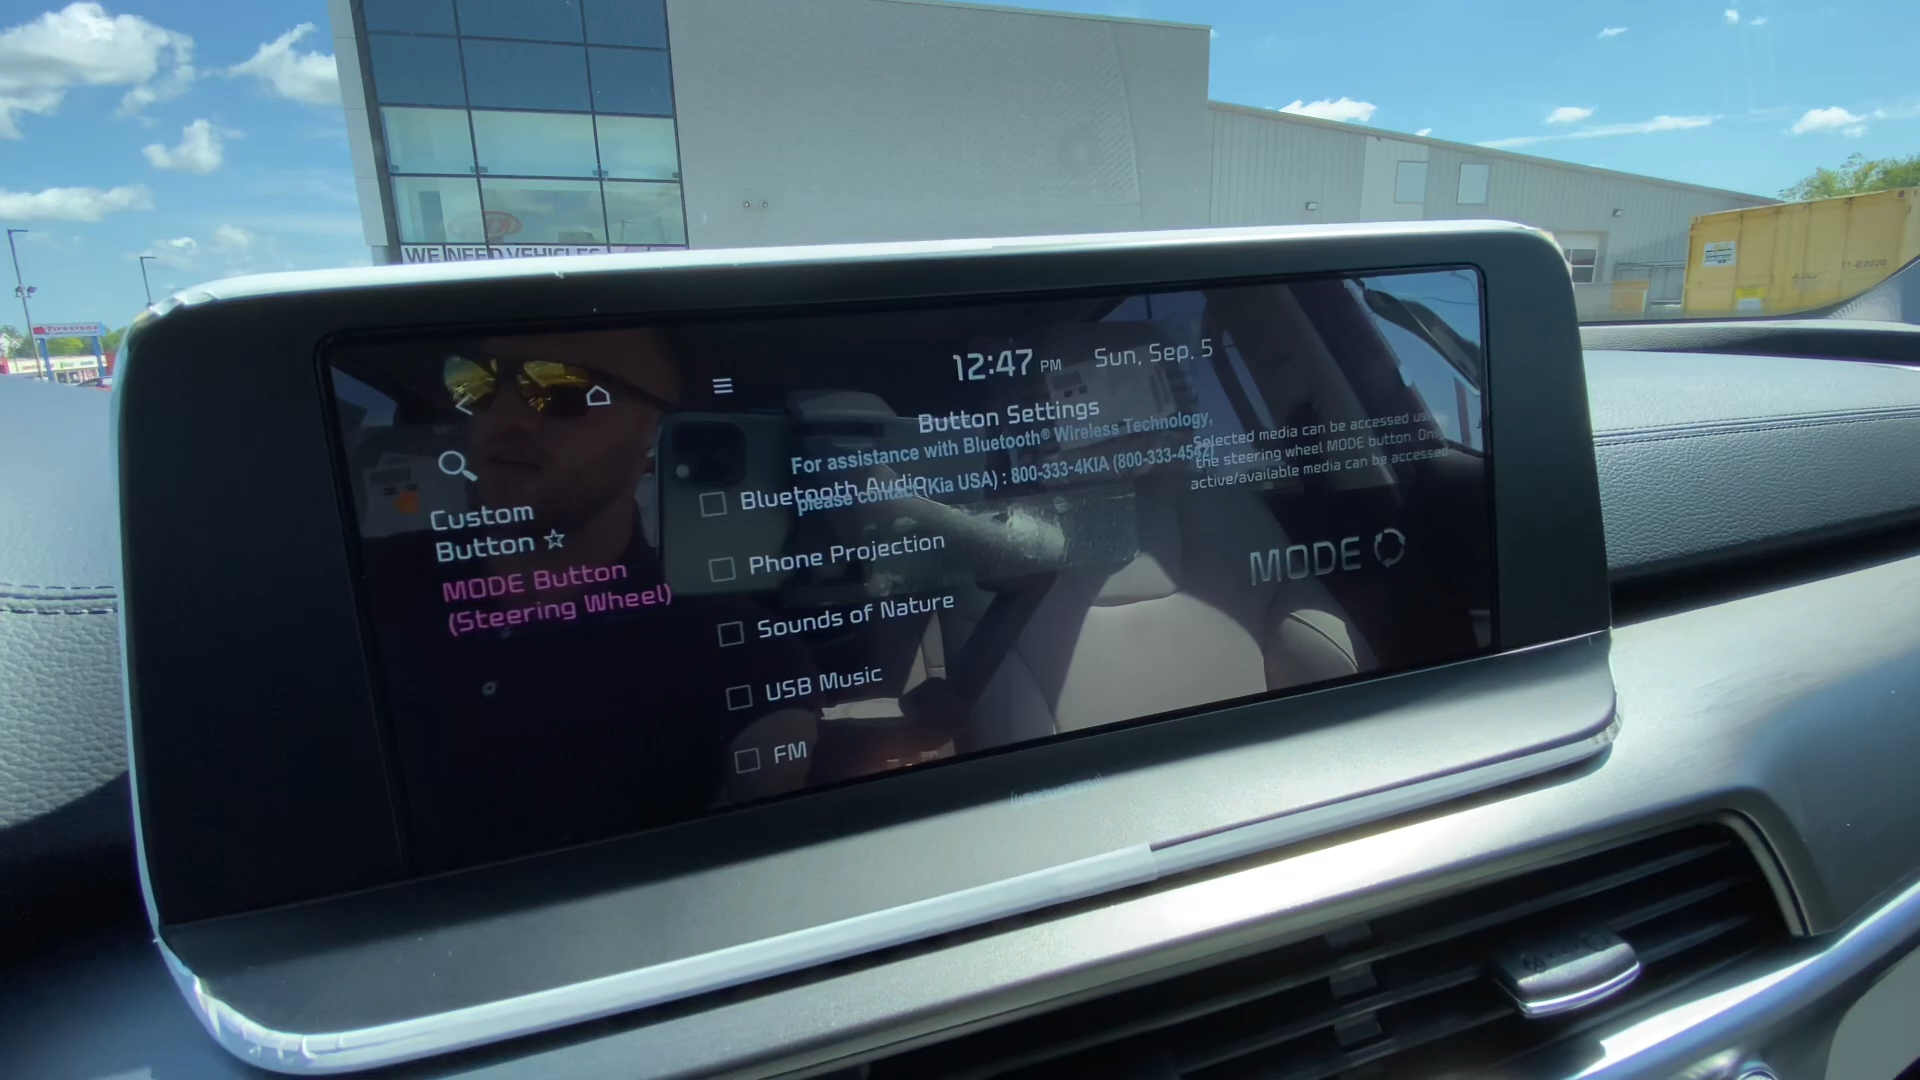 WE NEED VEHICLES
12:47 PM Sun, Sep. 5
Button Settings
For assistance with Bluetooth® Wireless Technology,
please contact (Kia USA) : 800-333-4KIA (800-333-4542)
Custom
Button ☆
MODE Button
(Steering Wheel)
Bluetooth Audio
Phone Projection
Sounds of Nature
USB Music
FM
Selected media can be accessed
the steering wheel MODE button.
active/available media can be accessed
MODE
Firestone